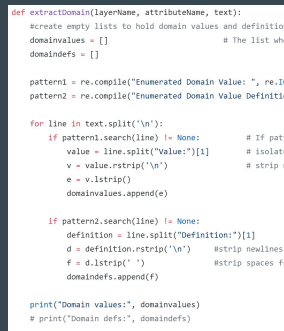 def extractDomain(layerName, attributeName, text):
    #create empty lists to hold domain values and definitio
    domainvalues = []                    # The list whe
    domaindefs = []

    pattern1 = re.compile("Enumerated Domain Value: ", re.IG
    pattern2 = re.compile("Enumerated Domain Value Definitio

    for line in text.split('\n'):
        if pattern1.search(line) != None:        # If patt
            value = line.split("Value:")[1]      # isolate
            v = value.rstrip('\n')               # strip n
            e = v.lstrip()
            domainvalues.append(e)

        if pattern2.search(line) != None:
            definition = line.split("Definition:")[1]
            d = definition.rstrip('\n')     #strip newlines
            f = d.lstrip(' ')               #strip spaces f
            domaindefs.append(f)

    print("Domain values:", domainvalues)
    # print("Domain defs:", domaindefs)